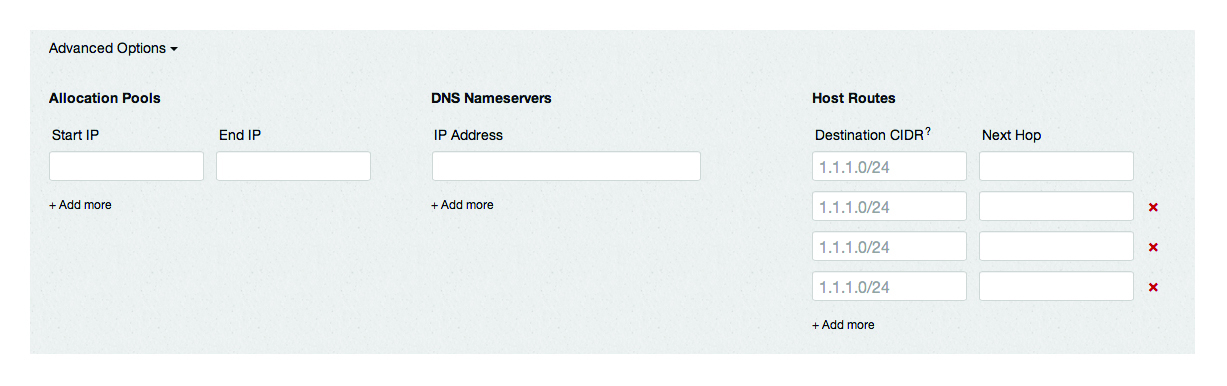 Advanced Options
Allocation Pools
Start IP End IP
+ Add more
DNS Nameservers
IP Address
+ Add more
Host Routes
Destination CIDR? Next Hop
1.1.1.0/24
1.1.1.0/24
1.1.1.0/24
1.1.1.0/24
+ Add more